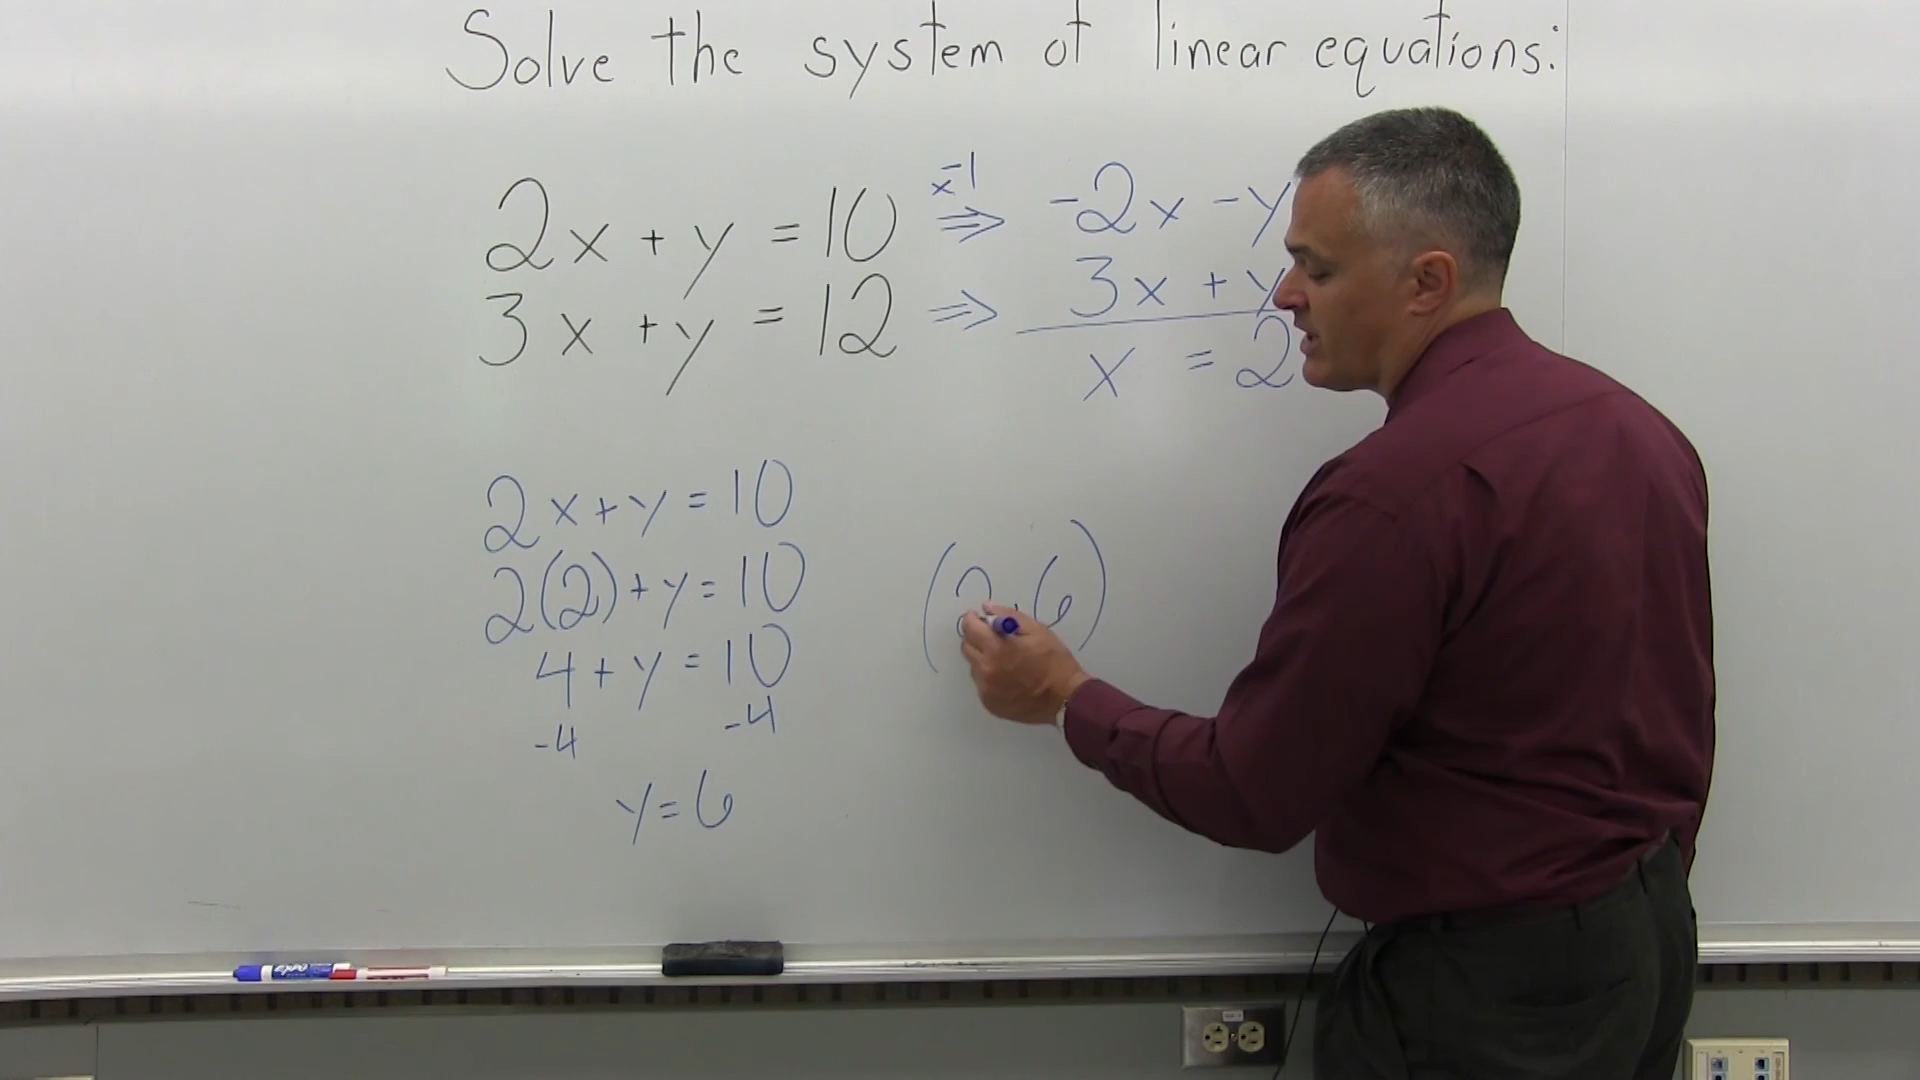 Solve the system of linear equations:
2x + y = 10 x-1 ⇒ -2x - y
3x + y = 12 ⇒ 3x + y
x = 2
2x + y = 10
2(2) + y = 10
4 + y = 10
-4 -4
y = 6
(2, 6)
EXPO